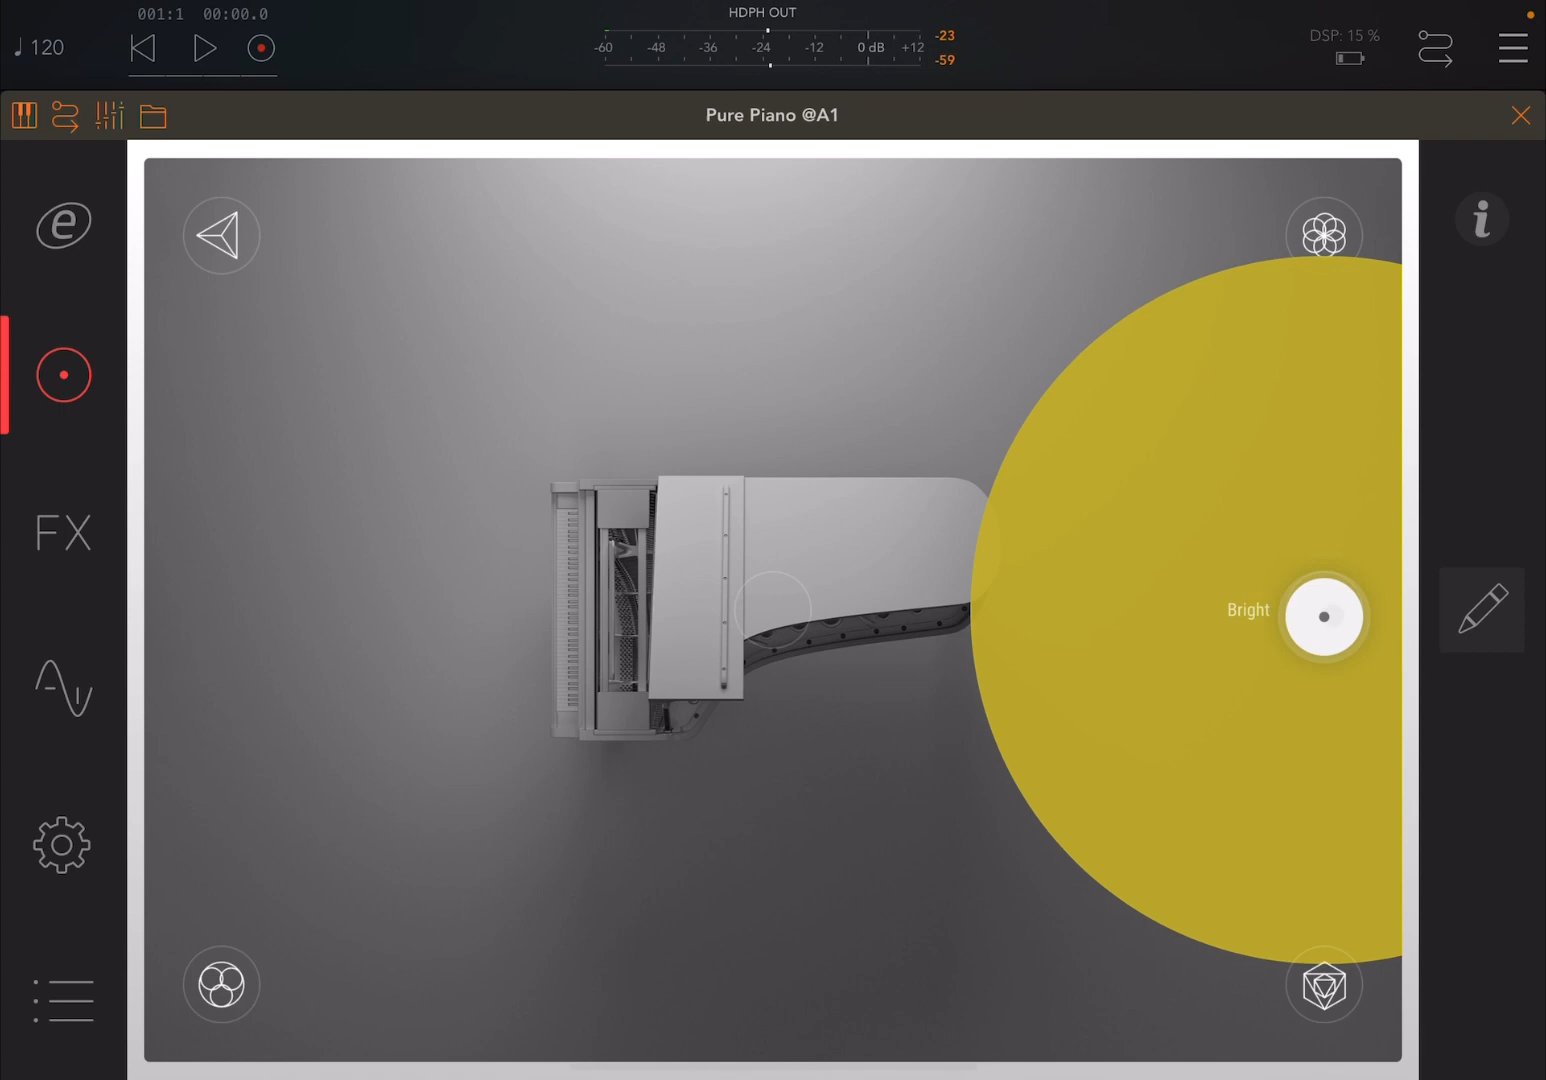 001:1 00:00.0
HDPH OUT
120
-60 -48 -36 -24 -12 0 dB +12
-23
-59
DSP: 15 %
Pure Piano @A1
e
i
FX
Bright